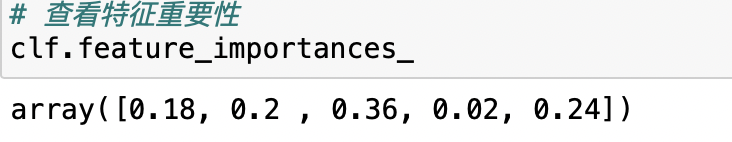 # 查看特征重要性
clf.feature_importances_
array([0.18, 0.2 , 0.36, 0.02, 0.24])